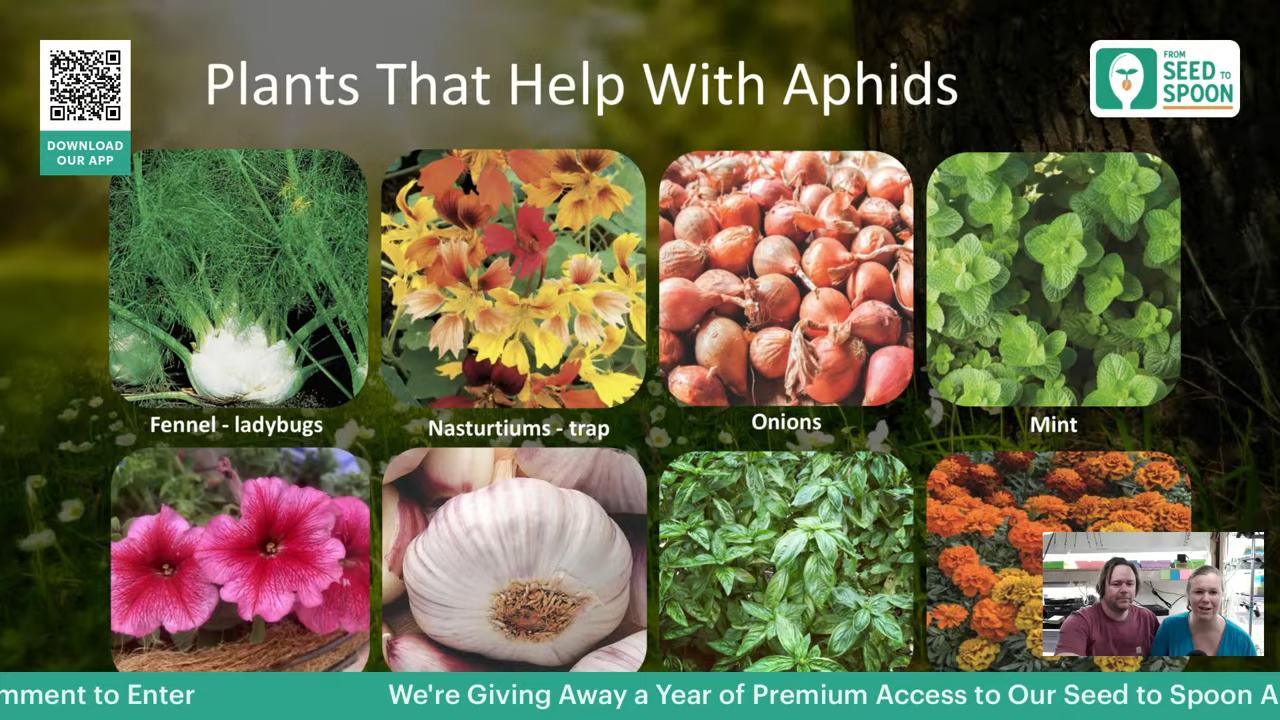 DOWNLOAD
OUR APP
Plants That Help With Aphids
FROM
SEED TO
SPOON
Fennel - ladybugs
Nasturtiums - trap
Onions
Mint
mment to Enter We're Giving Away a Year of Premium Access to Our Seed to Spoon A